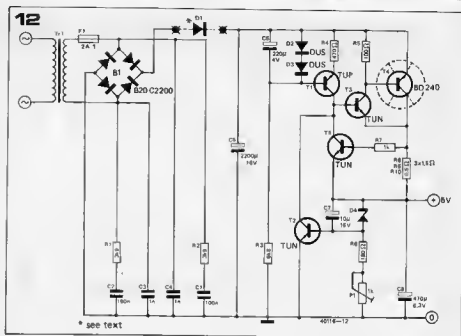 12
Tr1
F1
2A 1
B1
B20 C2200
D1
*
C6
220µ
4V
D2
DUS
D3
DUS
R4
R5
T4
BD 240
T1
TUP
T3
TUN
T5
TUN
R7
1k
R8
R9
R10
3x1,5Ω
C5
2200µ
16V
6V
T2
TUN
C7
10µ
16V
D4
R6
P1
1k
C8
470µ
6,3V
0
R1
C2
100n
C3
1n
C4
1n
R2
C1
100n
R3
* see text
40116-12